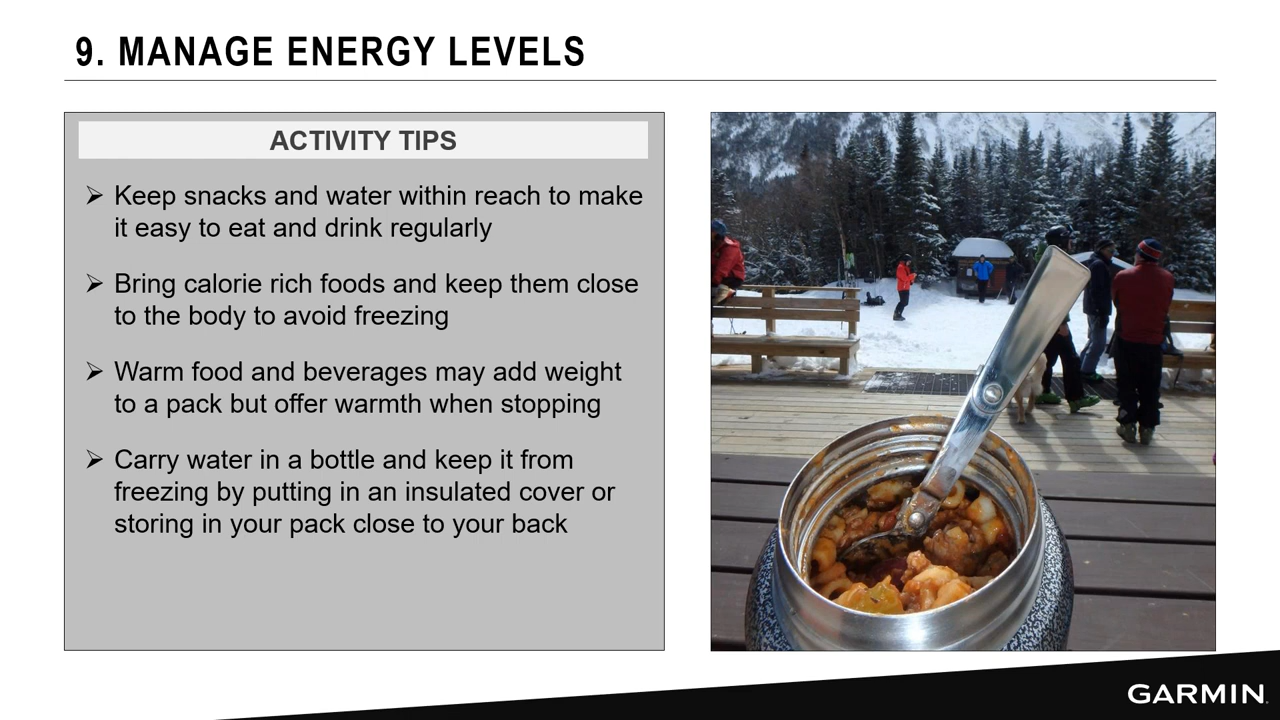 9. MANAGE ENERGY LEVELS
ACTIVITY TIPS
➢ Keep snacks and water within reach to make
it easy to eat and drink regularly
➢ Bring calorie rich foods and keep them close
to the body to avoid freezing
➢ Warm food and beverages may add weight
to a pack but offer warmth when stopping
➢ Carry water in a bottle and keep it from
freezing by putting in an insulated cover or
storing in your pack close to your back
GARMIN